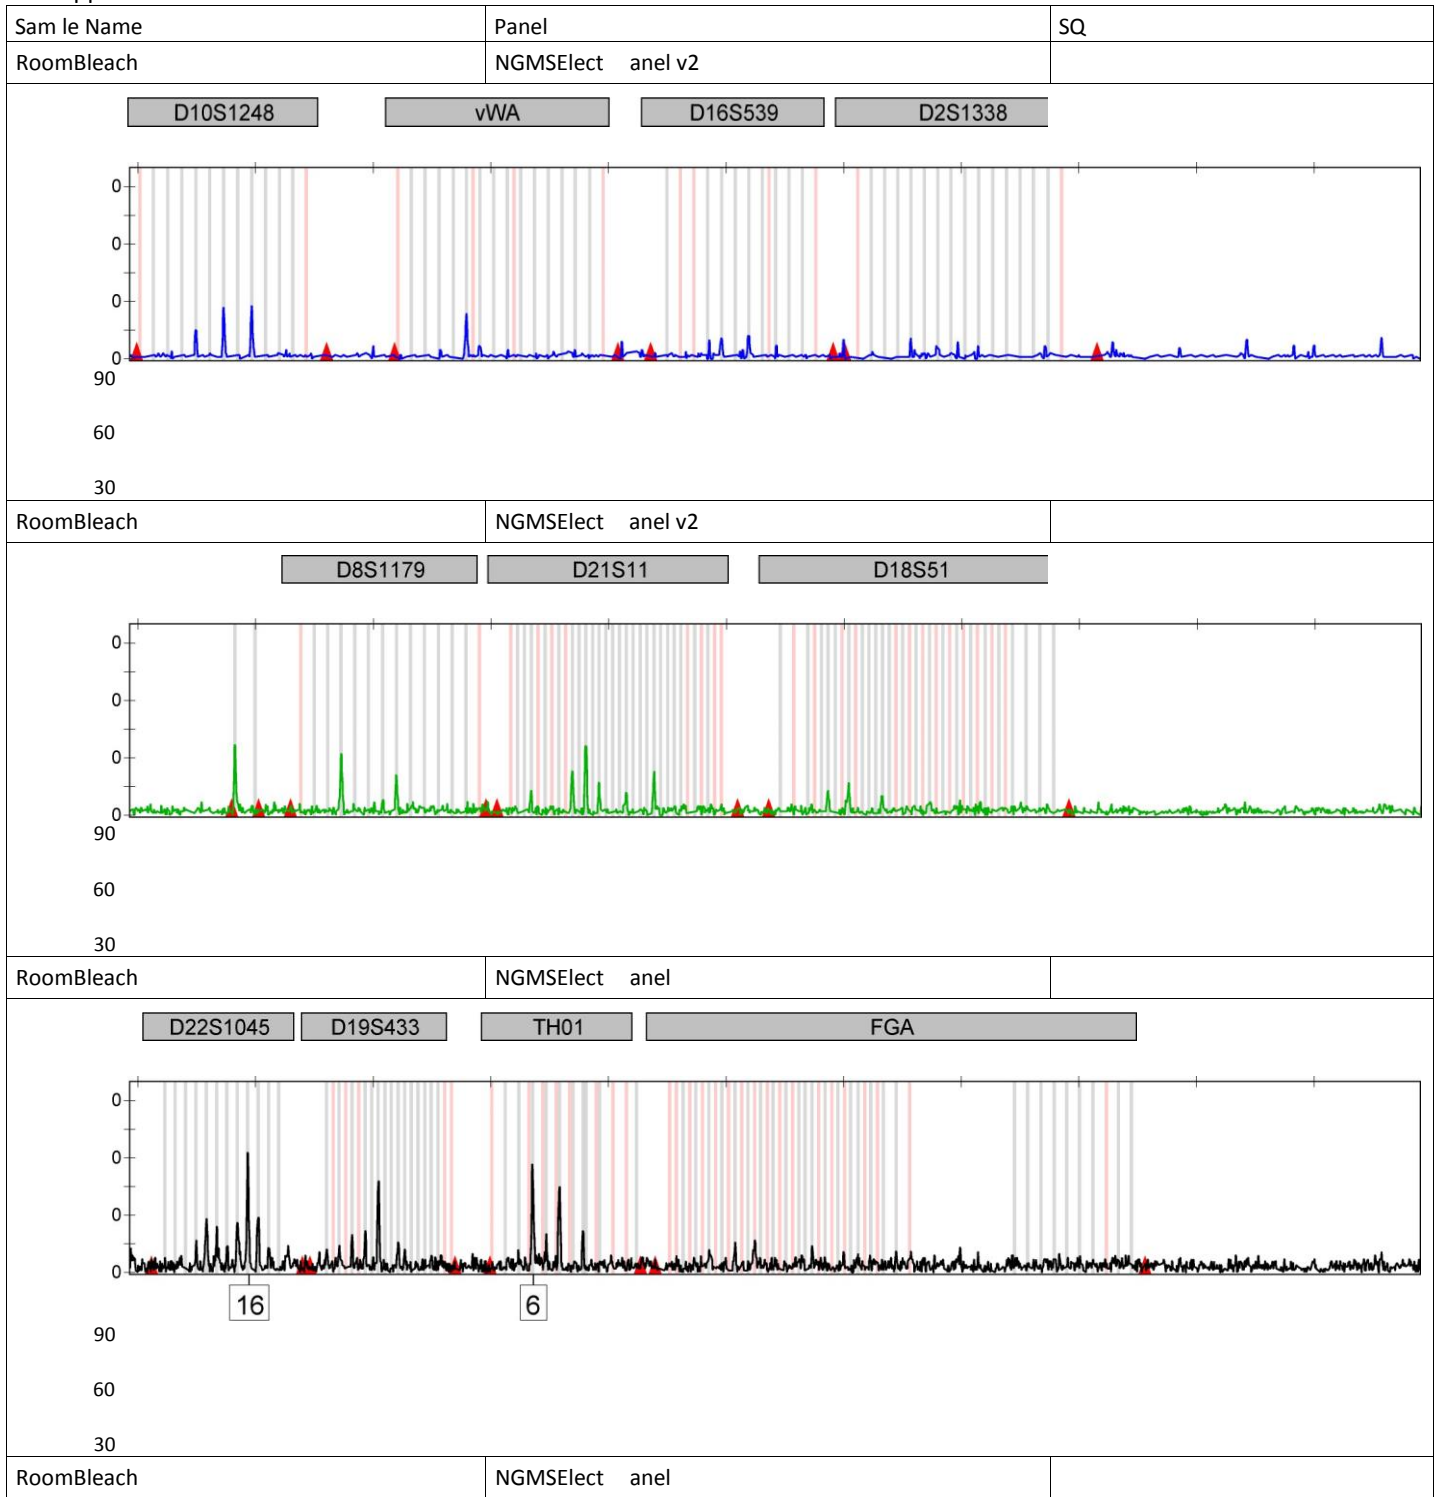 Sam le Name Panel SQ
RoomBleach NGMSElect anel v2
D10S1248 vWA D16S539 D2S1338
0
0
0
0
90
60
30
RoomBleach NGMSElect anel v2
D8S1179 D21S11 D18S51
0
0
0
0
90
60
30
RoomBleach NGMSElect anel
D22S1045 D19S433 TH01 FGA
0
0
0
0
16 6
90
60
30
RoomBleach NGMSElect anel